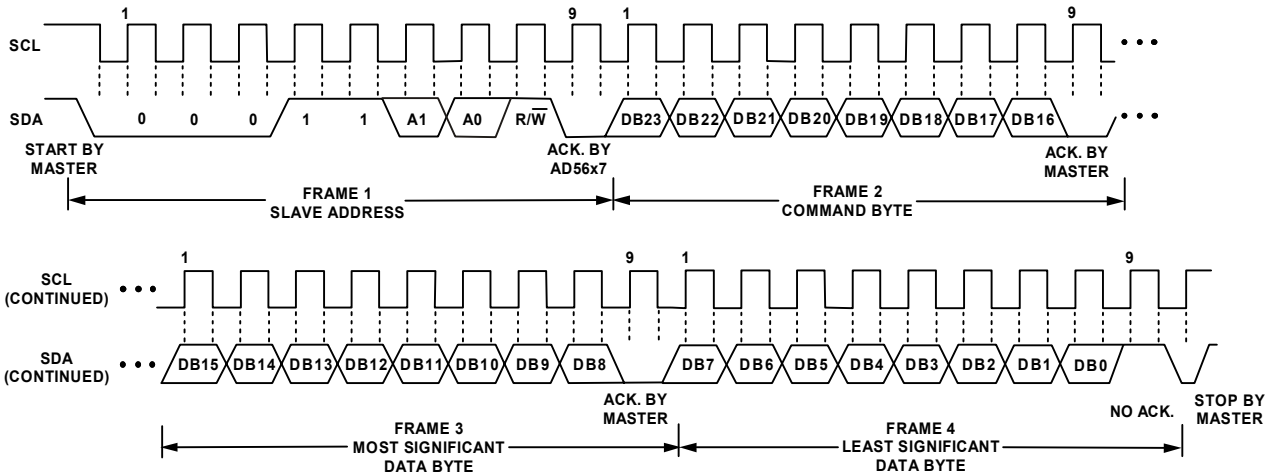 1 9 1 9
SCL
SDA 0 0 0 1 1 A1 A0 R/W̅ DB23 DB22 DB21 DB20 DB19 DB18 DB17 DB16
START BY
MASTER
ACK. BY
AD56x7
ACK. BY
MASTER
FRAME 1
SLAVE ADDRESS
FRAME 2
COMMAND BYTE
1 9 1 9
SCL
(CONTINUED)
SDA
(CONTINUED)
DB15 DB14 DB13 DB12 DB11 DB10 DB9 DB8 DB7 DB6 DB5 DB4 DB3 DB2 DB1 DB0
ACK. BY
MASTER
NO ACK.
STOP BY
MASTER
FRAME 3
MOST SIGNIFICANT
DATA BYTE
FRAME 4
LEAST SIGNIFICANT
DATA BYTE